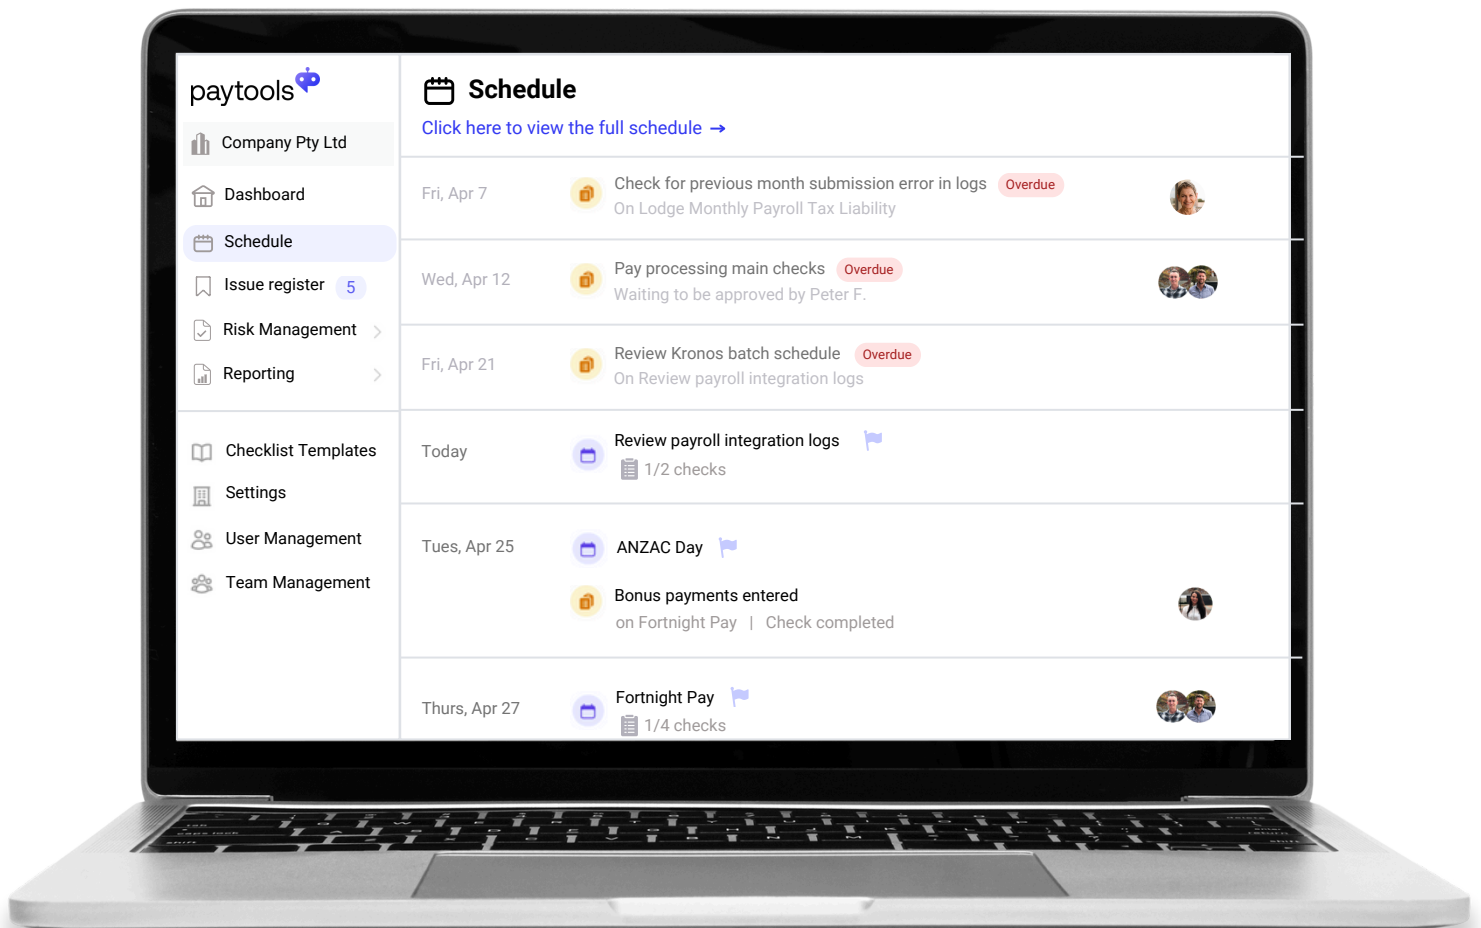 paytools
Company Pty Ltd
Dashboard
Schedule
Issue register 5
Risk Management
Reporting
Checklist Templates
Settings
User Management
Team Management
Schedule
Click here to view the full schedule →
Fri, Apr 7
Check for previous month submission error in logs Overdue
On Lodge Monthly Payroll Tax Liability
Wed, Apr 12
Pay processing main checks Overdue
Waiting to be approved by Peter F.
Fri, Apr 21
Review Kronos batch schedule Overdue
On Review payroll integration logs
Today
Review payroll integration logs
1/2 checks
Tues, Apr 25
ANZAC Day
Bonus payments entered
on Fortnight Pay | Check completed
Thurs, Apr 27
Fortnight Pay
1/4 checks